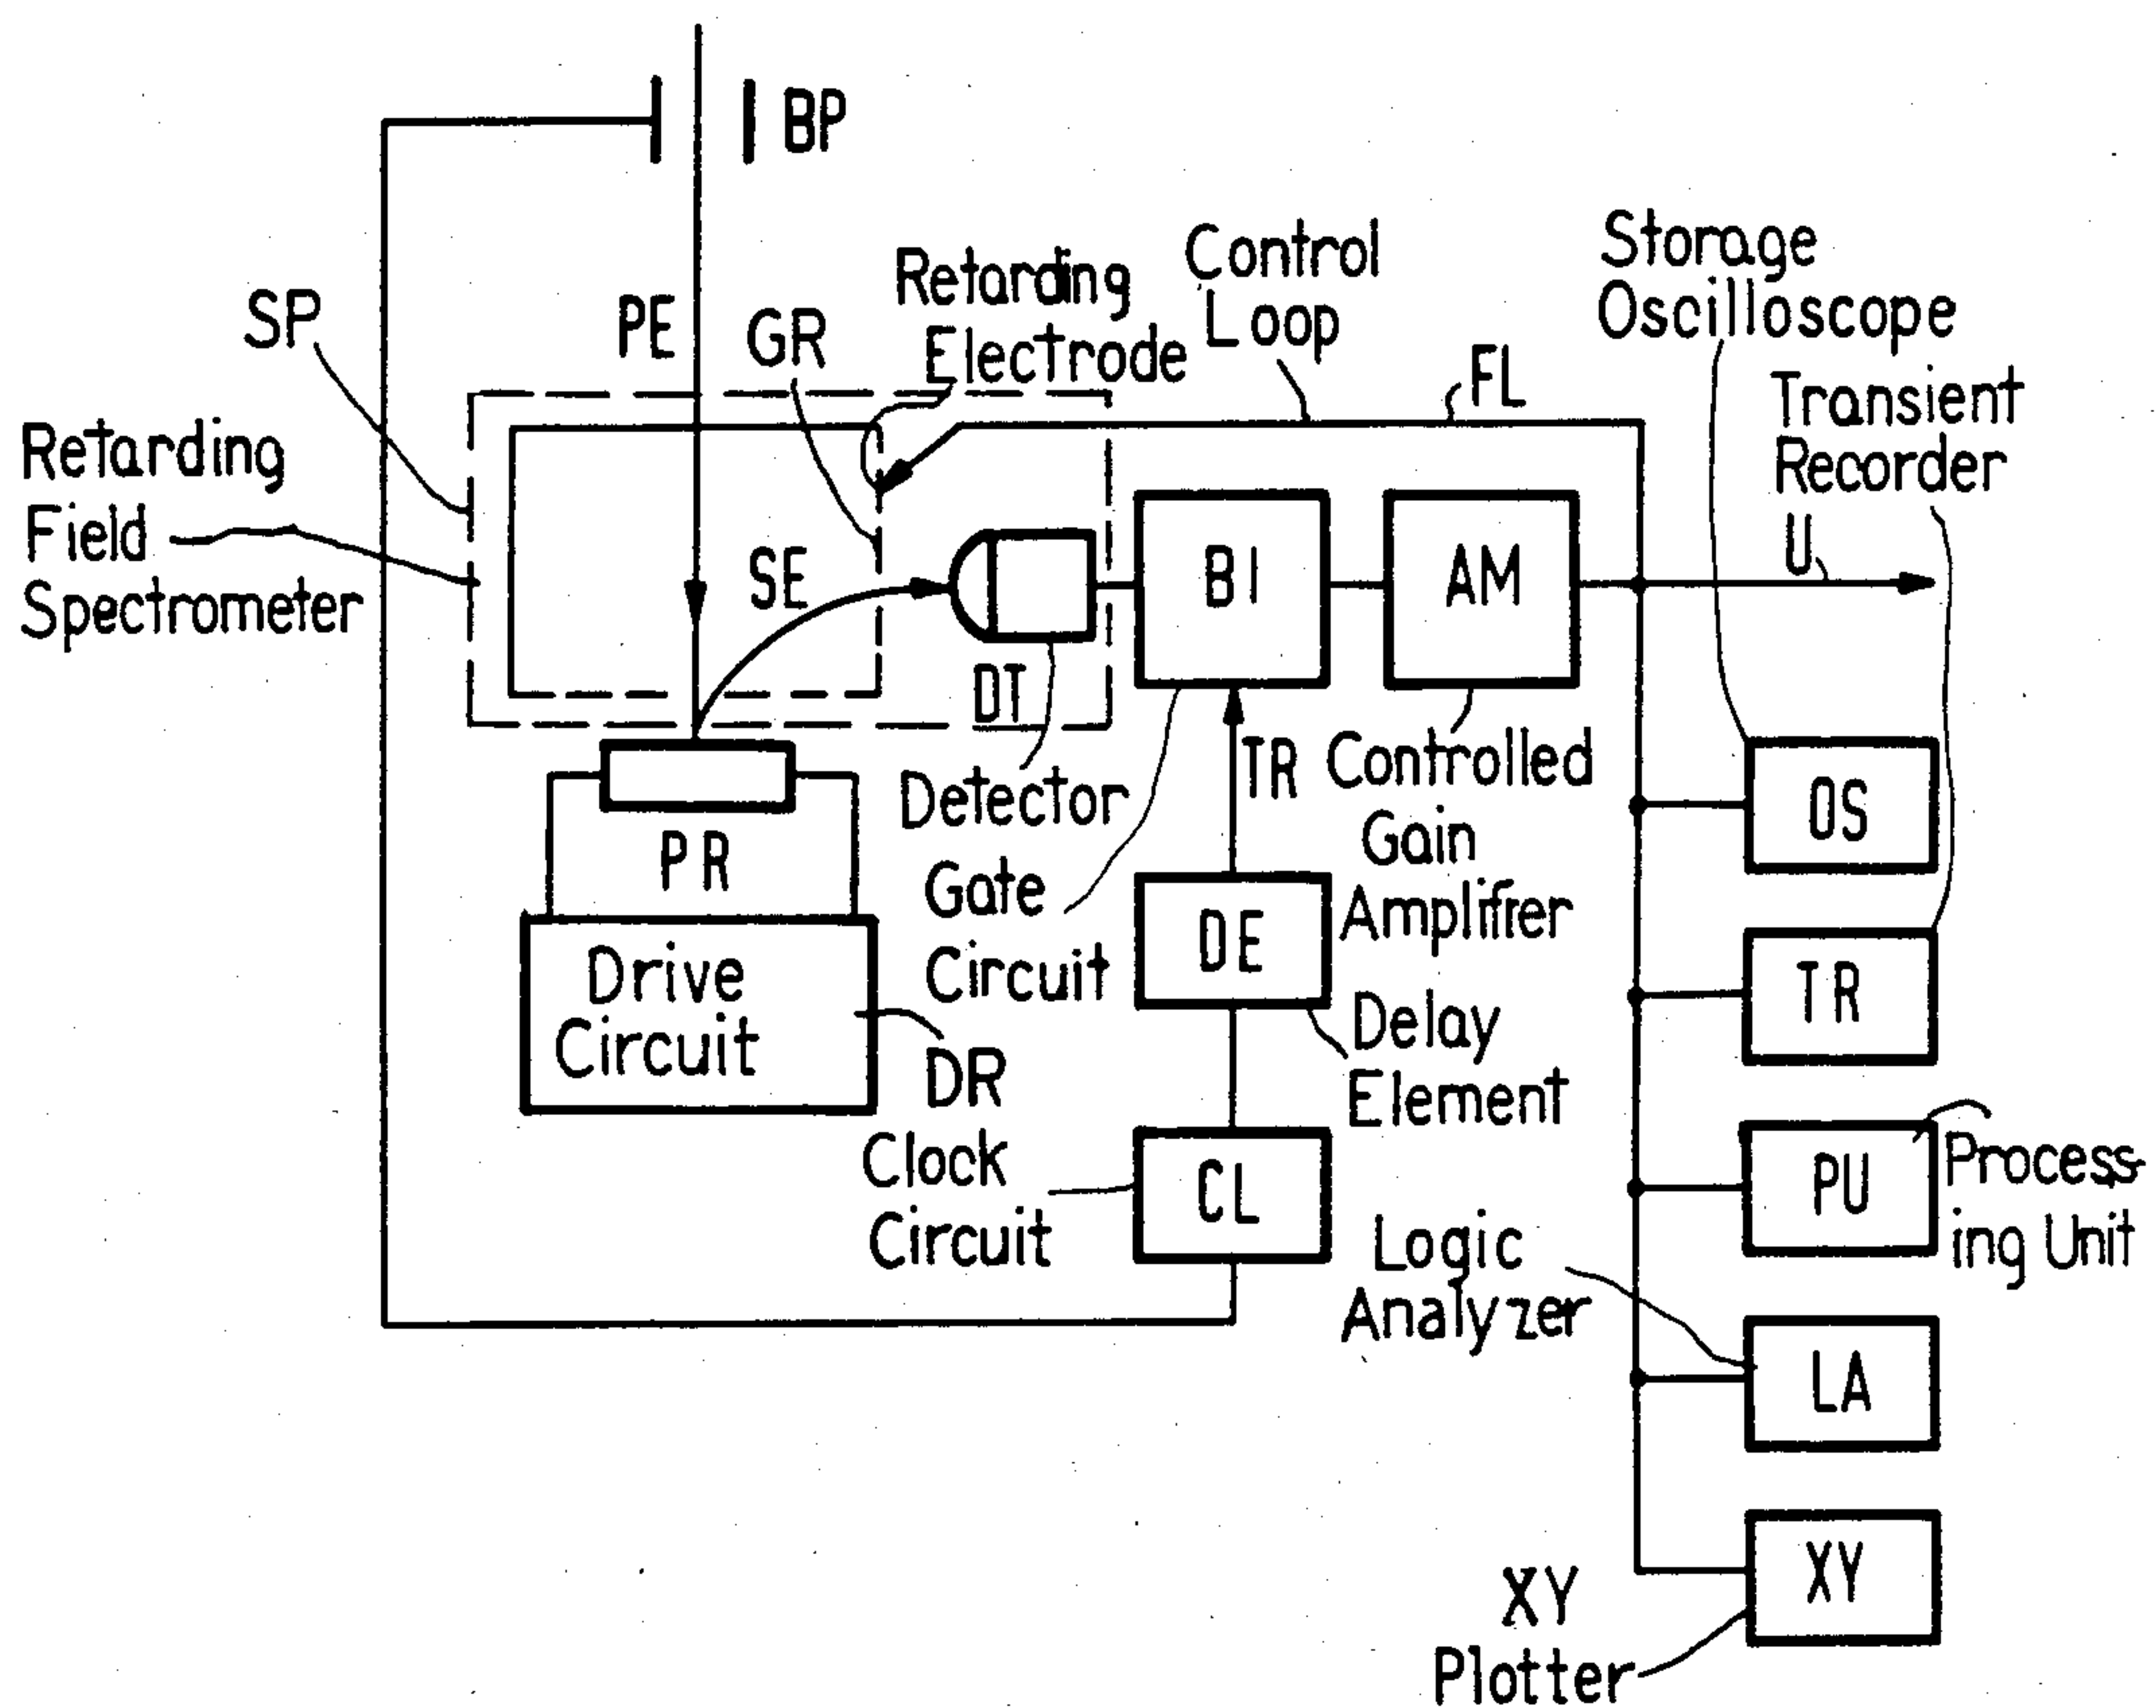 BP
Storage
Oscilloscope
Control
Loop
Retarding
Electrode
SP
PE
GR
FL
Transient
Recorder
Retarding
Field
Spectrometer
U
SE
BI
AM
DT
Detector
TR
Controlled
Gain
Amplifier
OS
PR
Gate
Circuit
DE
Drive
Circuit
DR
TR
Delay
Element
Clock
Circuit
CL
PU
Process-
ing Unit
Logic
Analyzer
LA
XY
XY
Plotter